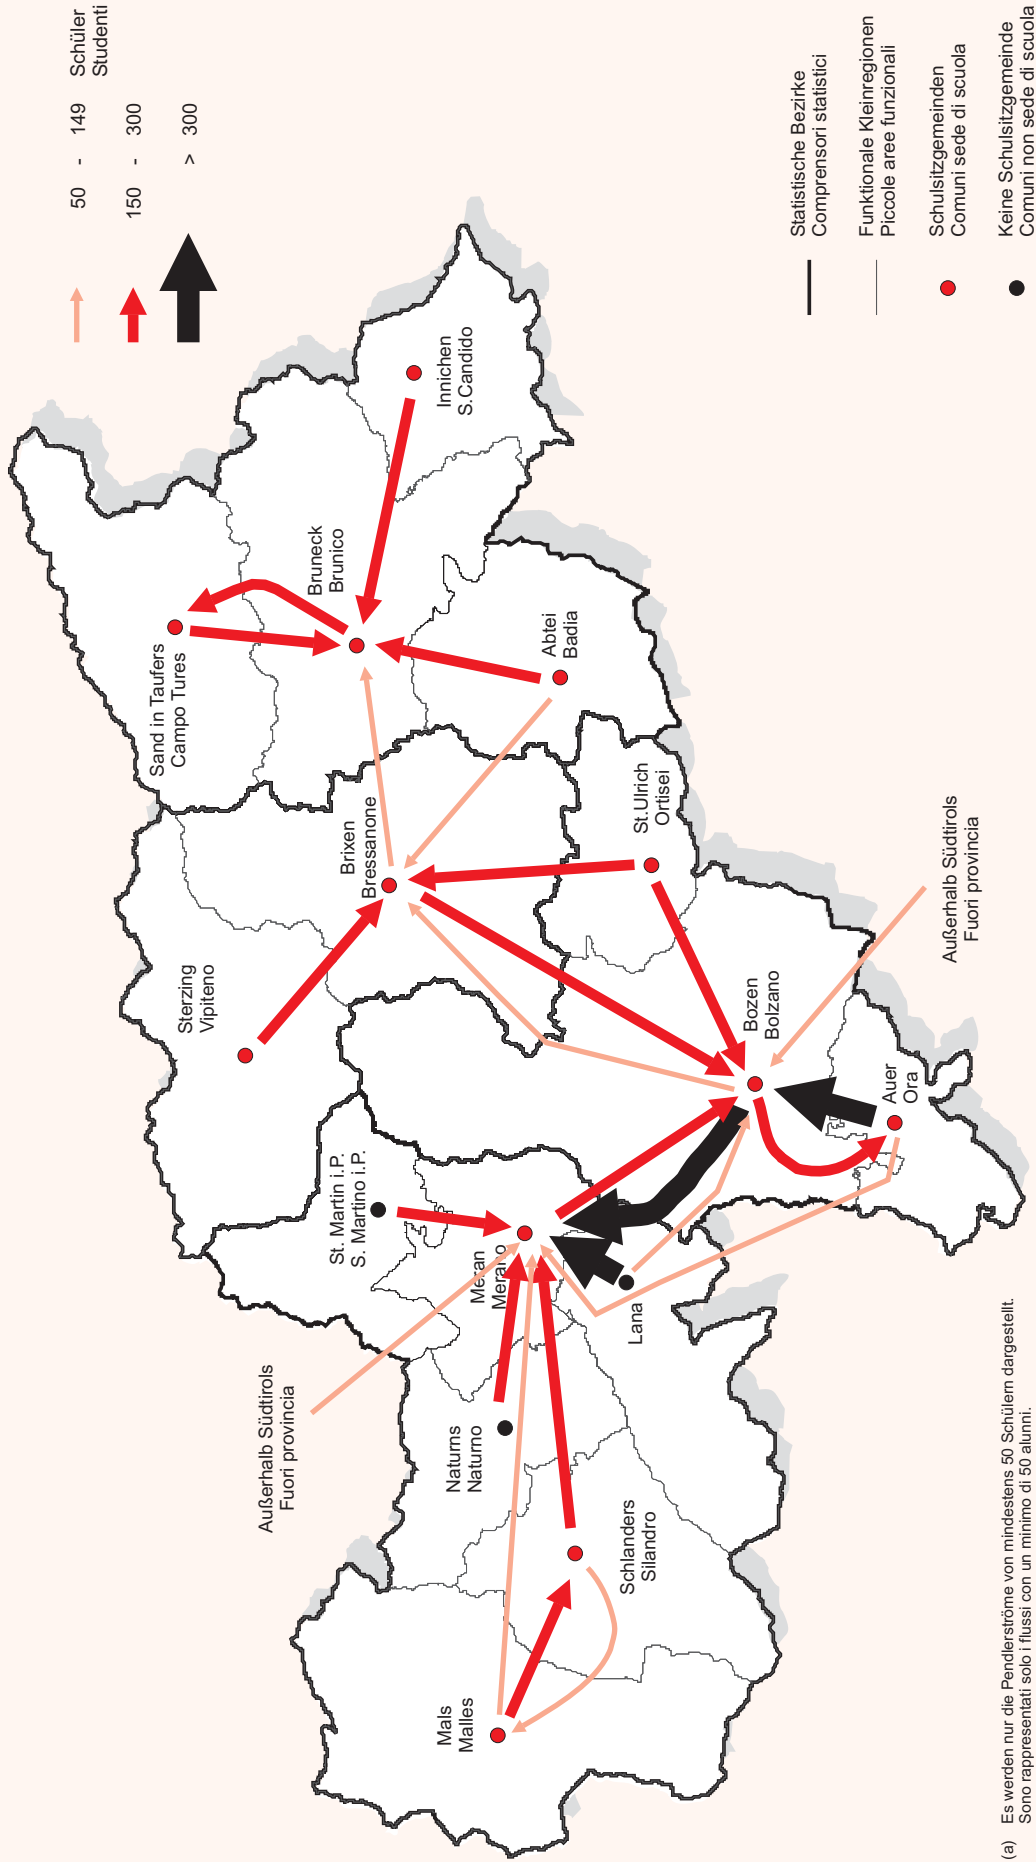 50 - 149 Schüler
Studenti
150 - 300
> 300
Sand in Taufers
Campo Tures
Bruneck
Brunico
Innichen
S.Candido
Sterzing
Vipiteno
Brixen
Bressanone
Abtei
Badia
St.Ulrich
Ortisei
St. Martin i.P.
S. Martino i.P.
Außerhalb Südtirols
Fuori provincia
Naturns
Naturno
Meran
Merano
Mals
Malles
Schlanders
Silandro
Lana
Bozen
Bolzano
Auer
Ora
Außerhalb Südtirols
Fuori provincia
Statistische Bezirke
Comprensori statistici
Funktionale Kleinregionen
Piccole aree funzionali
Schulsitzgemeinden
Comuni sede di scuola
Keine Schulsitzgemeinde
Comuni non sede di scuola
(a) Es werden nur die Pendlerströme von mindestens 50 Schülern dargestellt.
Sono rappresentati solo i flussi con un minimo di 50 alunni.